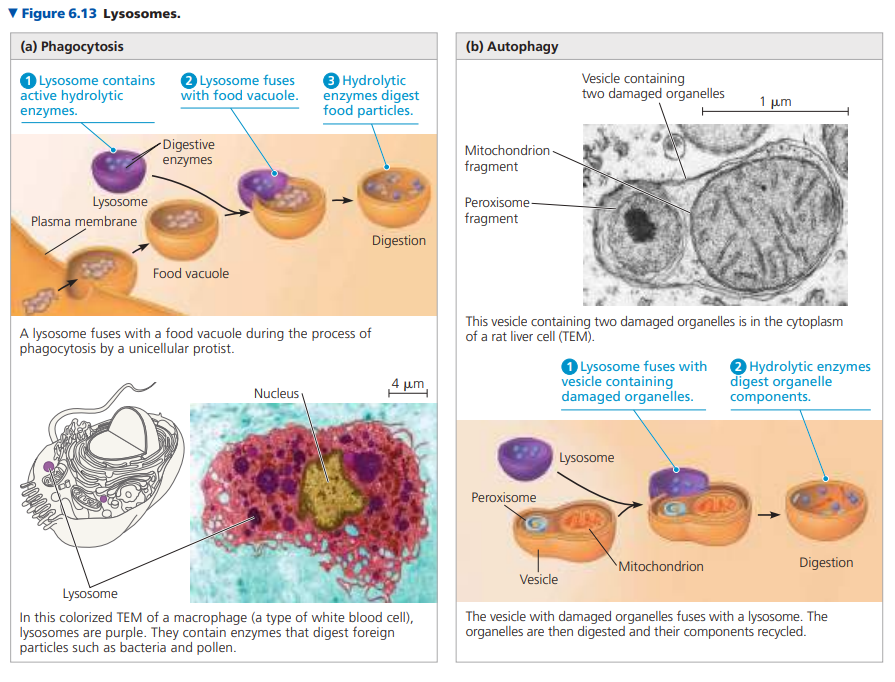 ▼ Figure 6.13 Lysosomes.
(a) Phagocytosis
1 Lysosome contains
active hydrolytic
enzymes.
2 Lysosome fuses
with food vacuole.
3 Hydrolytic
enzymes digest
food particles.
Digestive
enzymes
Lysosome
Plasma membrane
Food vacuole
Digestion
A lysosome fuses with a food vacuole during the process of
phagocytosis by a unicellular protist.
Nucleus
4 μm
Lysosome
In this colorized TEM of a macrophage (a type of white blood cell),
lysosomes are purple. They contain enzymes that digest foreign
particles such as bacteria and pollen.
(b) Autophagy
Vesicle containing
two damaged organelles
1 μm
Mitochondrion
fragment
Peroxisome
fragment
This vesicle containing two damaged organelles is in the cytoplasm
of a rat liver cell (TEM).
1 Lysosome fuses with
vesicle containing
damaged organelles.
2 Hydrolytic enzymes
digest organelle
components.
Lysosome
Peroxisome
Vesicle
Mitochondrion
Digestion
The vesicle with damaged organelles fuses with a lysosome. The
organelles are then digested and their components recycled.